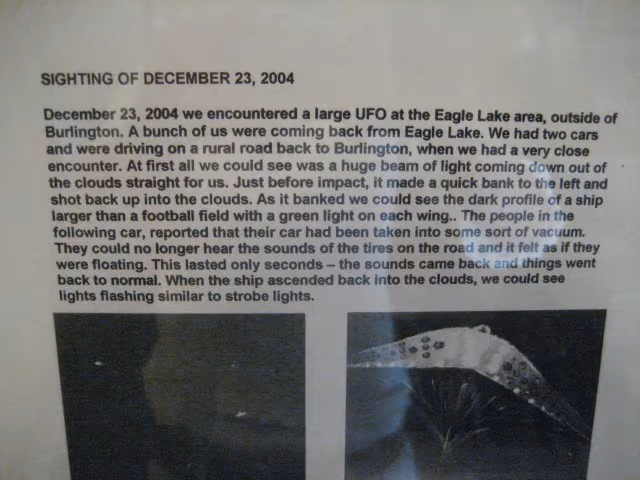 SIGHTING OF DECEMBER 23, 2004
December 23, 2004 we encountered a large UFO at the Eagle Lake area, outside of
Burlington. A bunch of us were coming back from Eagle Lake. We had two cars
and were driving on a rural road back to Burlington, when we had a very close
encounter. At first all we could see was a huge beam of light coming down out of
the clouds straight for us. Just before impact, it made a quick bank to the left and
shot back up into the clouds. As it banked we could see the dark profile of a ship
larger than a football field with a green light on each wing.. The people in the
following car, reported that their car had been taken into some sort of vacuum.
They could no longer hear the sounds of the tires on the road and it felt as if they
were floating. This lasted only seconds – the sounds came back and things went
back to normal. When the ship ascended back into the clouds, we could see
lights flashing similar to strobe lights.